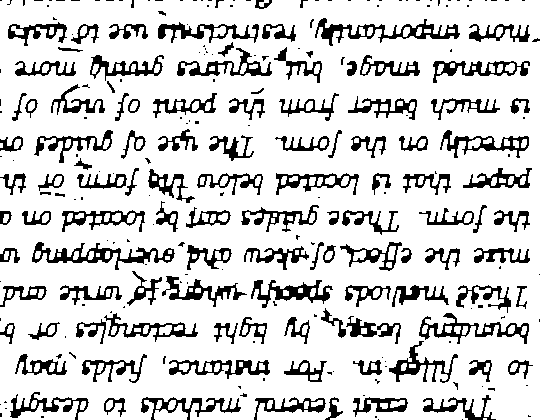 There exist several methods to design
to be filled in. For instance, fields may
bounding boxes, by light rectangles or b
These methods specify where to write and
mize the effect of skew and overlapping w
the form. These guides can be located on a
paper that is located below the form or th
directly on the form. The use of guides on
is much better from the point of view of
scanned image, but requires giving more
more importantly, restricts its use to tasks